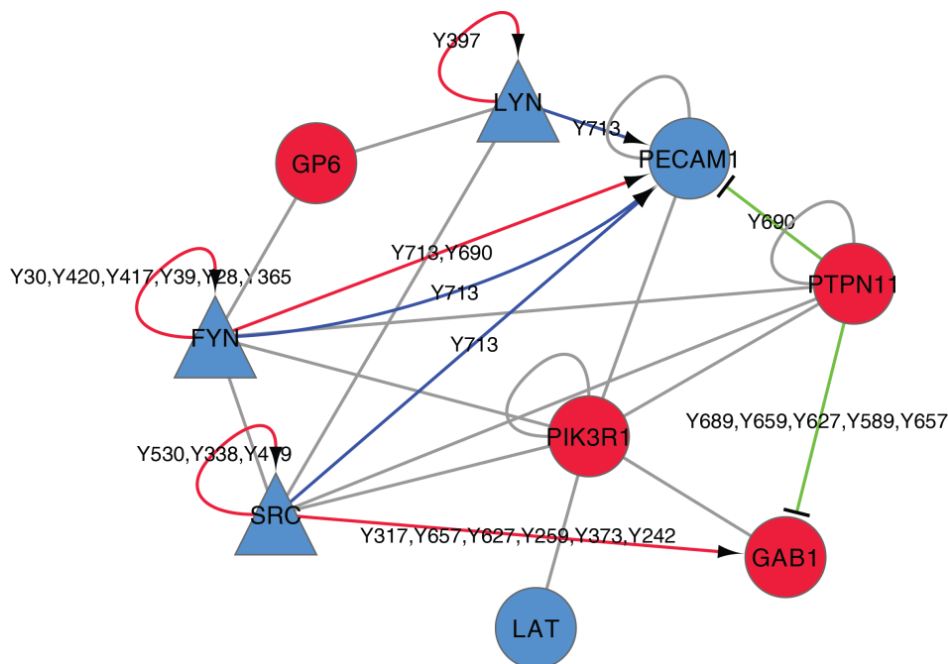 Y397
LYN
Y713
PECAM1
GP6
Y690
Y713,Y690
Y30,Y420,Y417,Y39,Y28,Y365
PTPN11
Y713
FYN
Y713
Y689,Y659,Y627,Y589,Y657
PIK3R1
Y530,Y338,Y419
SRC
Y317,Y657,Y627,Y259,Y373,Y242
GAB1
LAT